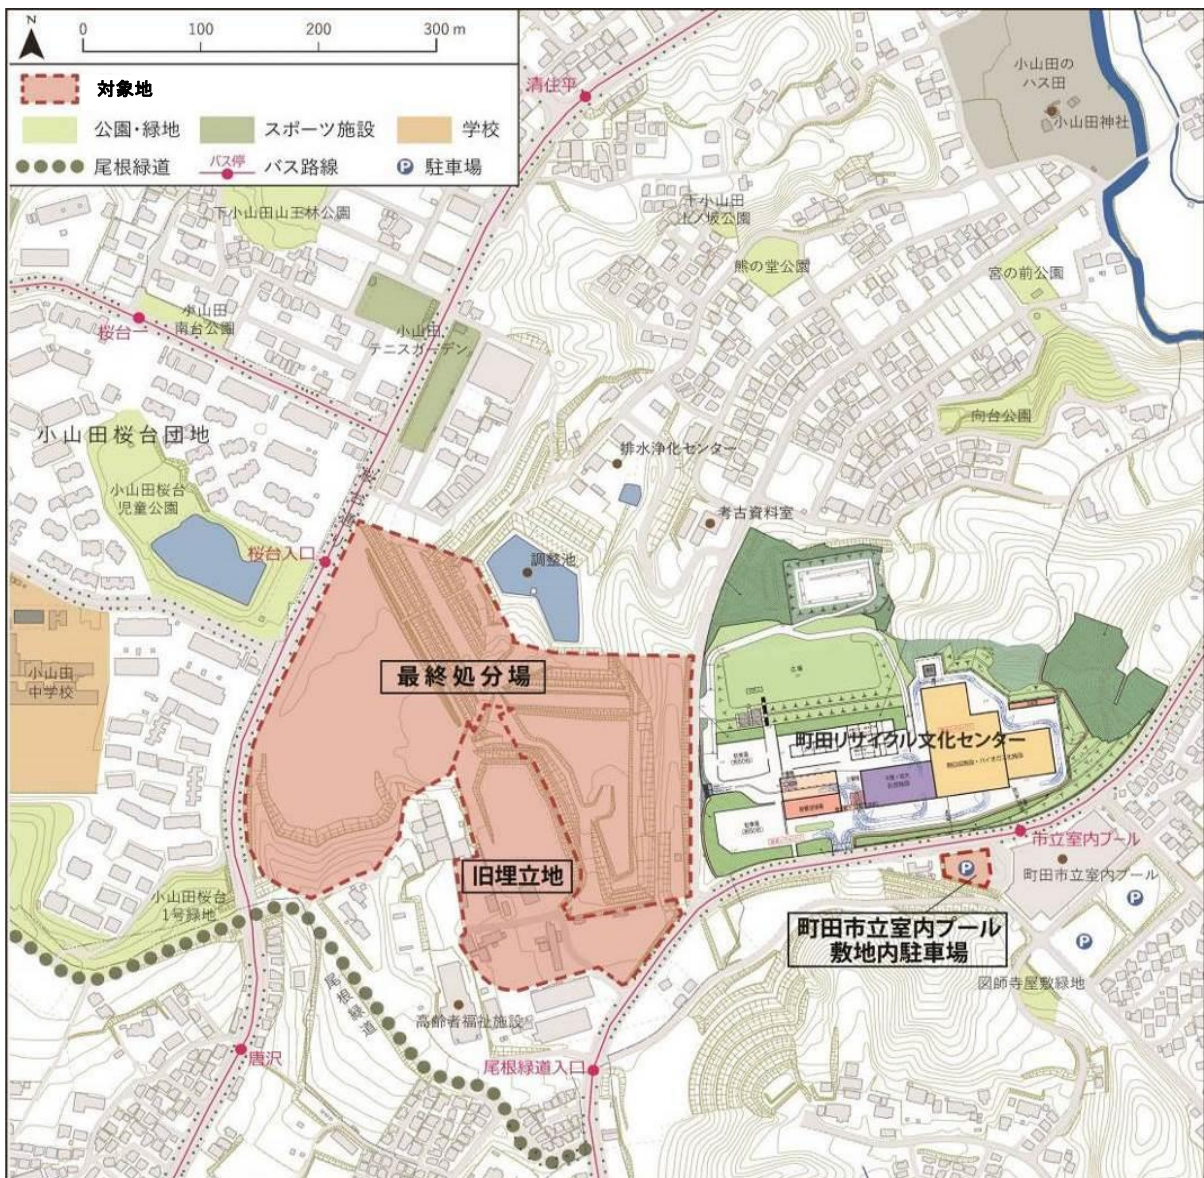 N
0 100 200 300 m
対象地
公園・緑地 スポーツ施設 学校
尾根緑道 バス停 バス路線 P 駐車場
清住平
小山田の
ハス田
小山田神社
下小山田山王林公園
下小山田
上ノ坂公園
熊の堂公園
宮の前公園
小山田
南台公園
桜台一
小山田
テニスガーデン
向台公園
小山田桜台団地
排水浄化センター
小山田桜台
児童公園
考古資料室
桜台入口
調整池
最終処分場
小山田
中学校
広場
町田リサイクル文化センター
旧埋立地
市立室内プール
P
町田市立室内プール
小山田桜台
1号緑地
P
町田市立室内プール
敷地内駐車場
P
図師寺屋敷緑地
尾根緑道
高齢者福祉施設
唐沢
尾根緑道入口